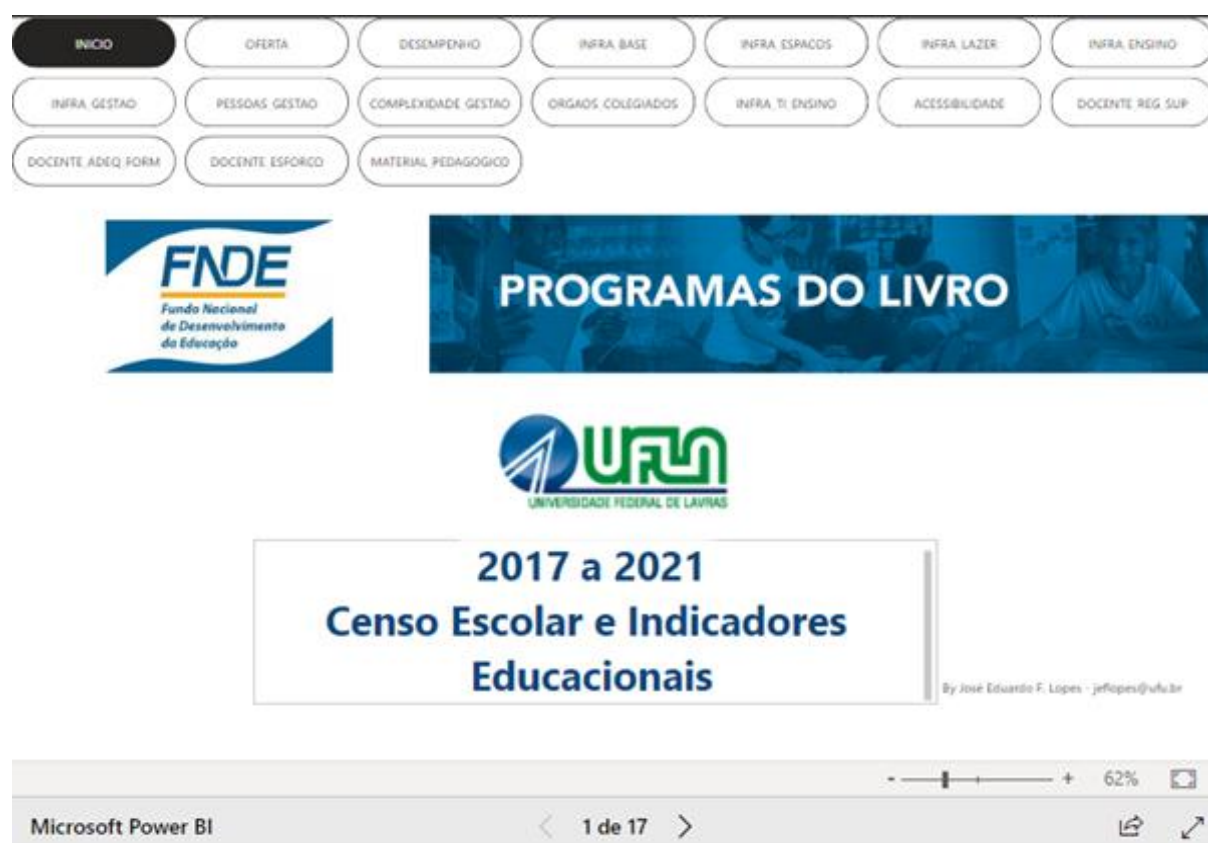 INICIO
OFERTA
DESEMPENHO
INFRA BASE
INFRA ESPACOS
INFRA LAZER
INFRA ENSIINO
INFRA GESTAO
PESSOAS GESTAO
COMPLEXIDADE GESTAO
ORGAOS COLEGIADOS
INFRA TI ENSINO
ACESSIBILIDADE
DOCENTE REG SUP
DOCENTE ADEQ FORM
DOCENTE ESFORCO
MATERIAL PEDAGOGICO
FNDE
Fundo Nacional
de Desenvolvimento
da Educação
PROGRAMAS DO LIVRO
UFLA
UNIVERSIDADE FEDERAL DE LAVRAS
2017 a 2021
Censo Escolar e Indicadores
Educacionais
By José Eduardo F. Lopes - jeflopes@ufu.br
- + 62%
Microsoft Power BI
< 1 de 17 >